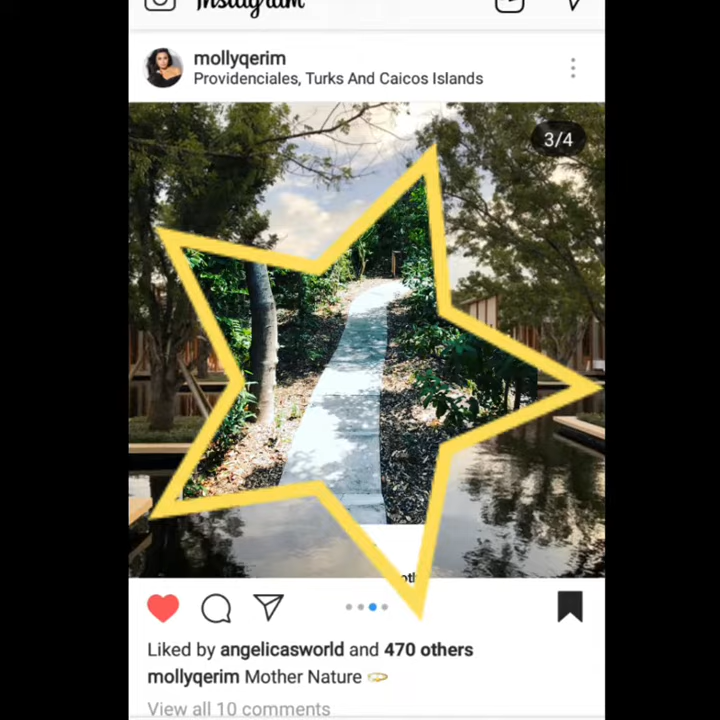 Instagram
mollyqerim
Providenciales, Turks And Caicos Islands
3/4
Liked by angelicasworld and 470 others
mollyqerim Mother Nature
View all 10 comments